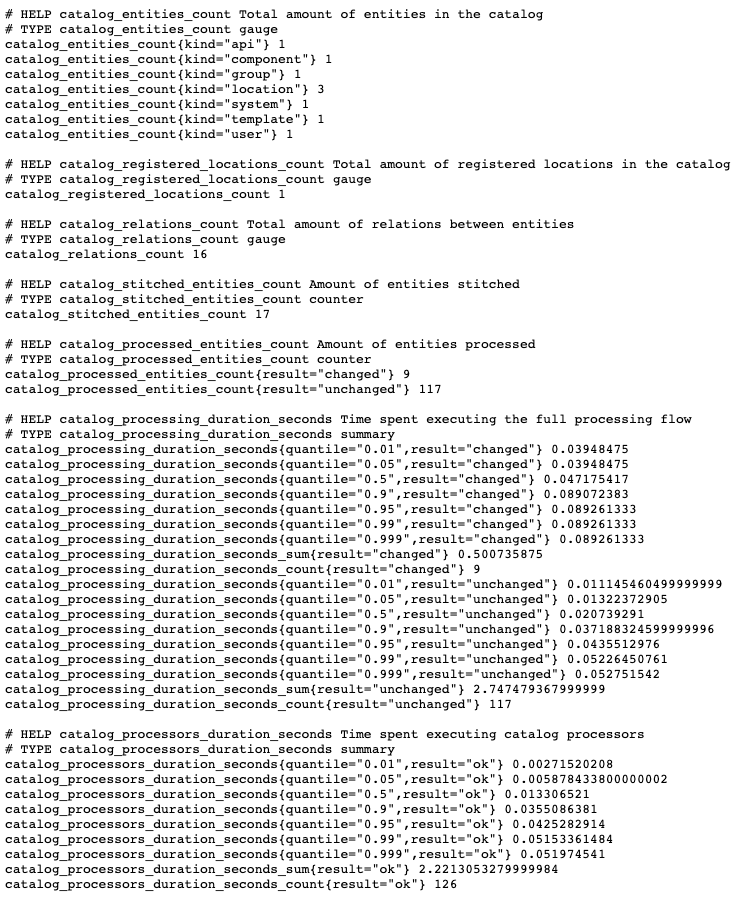 # HELP catalog_entities_count Total amount of entities in the catalog
# TYPE catalog_entities_count gauge
catalog_entities_count{kind="api"} 1
catalog_entities_count{kind="component"} 1
catalog_entities_count{kind="group"} 1
catalog_entities_count{kind="location"} 3
catalog_entities_count{kind="system"} 1
catalog_entities_count{kind="template"} 1
catalog_entities_count{kind="user"} 1
# HELP catalog_registered_locations_count Total amount of registered locations in the catalog
# TYPE catalog_registered_locations_count gauge
catalog_registered_locations_count 1
# HELP catalog_relations_count Total amount of relations between entities
# TYPE catalog_relations_count gauge
catalog_relations_count 16
# HELP catalog_stitched_entities_count Amount of entities stitched
# TYPE catalog_stitched_entities_count counter
catalog_stitched_entities_count 17
# HELP catalog_processed_entities_count Amount of entities processed
# TYPE catalog_processed_entities_count counter
catalog_processed_entities_count{result="changed"} 9
catalog_processed_entities_count{result="unchanged"} 117
# HELP catalog_processing_duration_seconds Time spent executing the full processing flow
# TYPE catalog_processing_duration_seconds summary
catalog_processing_duration_seconds{quantile="0.01",result="changed"} 0.03948475
catalog_processing_duration_seconds{quantile="0.05",result="changed"} 0.03948475
catalog_processing_duration_seconds{quantile="0.5",result="changed"} 0.047175417
catalog_processing_duration_seconds{quantile="0.9",result="changed"} 0.089072383
catalog_processing_duration_seconds{quantile="0.95",result="changed"} 0.089261333
catalog_processing_duration_seconds{quantile="0.99",result="changed"} 0.089261333
catalog_processing_duration_seconds{quantile="0.999",result="changed"} 0.089261333
catalog_processing_duration_seconds_sum{result="changed"} 0.500735875
catalog_processing_duration_seconds_count{result="changed"} 9
catalog_processing_duration_seconds{quantile="0.01",result="unchanged"} 0.011145460499999999
catalog_processing_duration_seconds{quantile="0.05",result="unchanged"} 0.01322372905
catalog_processing_duration_seconds{quantile="0.5",result="unchanged"} 0.020739291
catalog_processing_duration_seconds{quantile="0.9",result="unchanged"} 0.037188324599999996
catalog_processing_duration_seconds{quantile="0.95",result="unchanged"} 0.0435512976
catalog_processing_duration_seconds{quantile="0.99",result="unchanged"} 0.05226450761
catalog_processing_duration_seconds{quantile="0.999",result="unchanged"} 0.052751542
catalog_processing_duration_seconds_sum{result="unchanged"} 2.747479367999999
catalog_processing_duration_seconds_count{result="unchanged"} 117
# HELP catalog_processors_duration_seconds Time spent executing catalog processors
# TYPE catalog_processors_duration_seconds summary
catalog_processors_duration_seconds{quantile="0.01",result="ok"} 0.00271520208
catalog_processors_duration_seconds{quantile="0.05",result="ok"} 0.005878433800000002
catalog_processors_duration_seconds{quantile="0.5",result="ok"} 0.013306521
catalog_processors_duration_seconds{quantile="0.9",result="ok"} 0.0355086381
catalog_processors_duration_seconds{quantile="0.95",result="ok"} 0.0425282914
catalog_processors_duration_seconds{quantile="0.99",result="ok"} 0.05153361484
catalog_processors_duration_seconds{quantile="0.999",result="ok"} 0.051974541
catalog_processors_duration_seconds_sum{result="ok"} 2.2213053279999984
catalog_processors_duration_seconds_count{result="ok"} 126